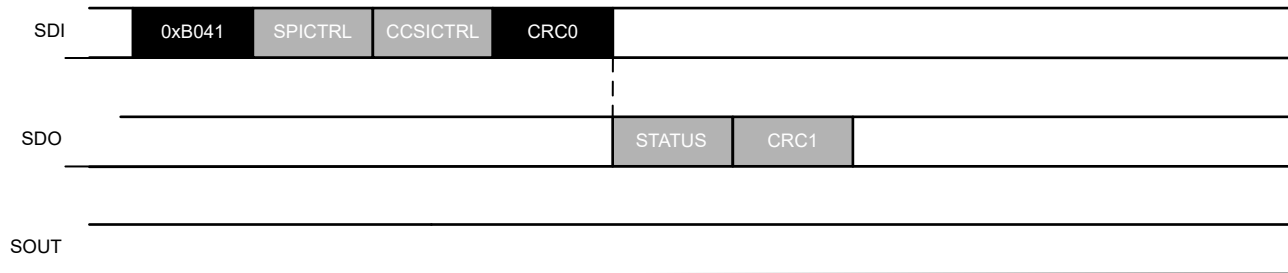 SDI 0xB041 SPICTRL CCSICTRL CRC0
SDO STATUS CRC1
SOUT